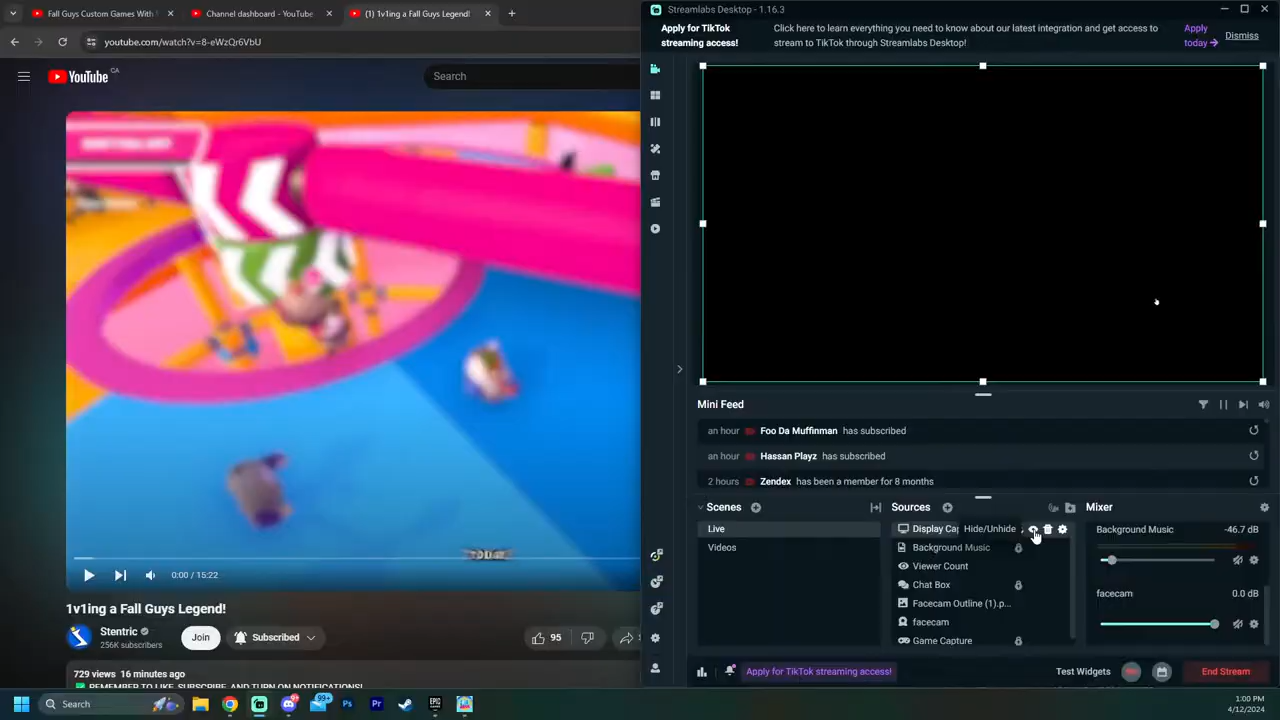 Fall Guys Custom Games With
Channel dashboard - YouTube
(1) 1v1ing a Fall Guys Legend!
youtube.com/watch?v=8-eWzQr6VbU
YouTube CA
Search
0:00 / 15:22
1v1ing a Fall Guys Legend!
Stentric
256K subscribers
Join
Subscribed
95
729 views 16 minutes ago
REMEMBER TO LIKE, SUBSCRIBE, AND TURN ON NOTIFICATIONS!
Streamlabs Desktop - 1.16.3
Apply for TikTok
streaming access!
Click here to learn everything you need to know about our latest integration and get access to
stream to TikTok through Streamlabs Desktop!
Apply
today
Dismiss
Mini Feed
an hour Foo Da Muffinman has subscribed
an hour Hassan Playz has subscribed
2 hours Zendex has been a member for 8 months
Scenes
Live
Videos
Sources
Display Cap
Hide/Unhide
Background Music
Viewer Count
Chat Box
Facecam Outline (1).p...
facecam
Game Capture
Mixer
Background Music -46.7 dB
facecam 0.0 dB
Apply for TikTok streaming access!
Test Widgets
End Stream
Search
99+
1:00 PM
4/12/2024